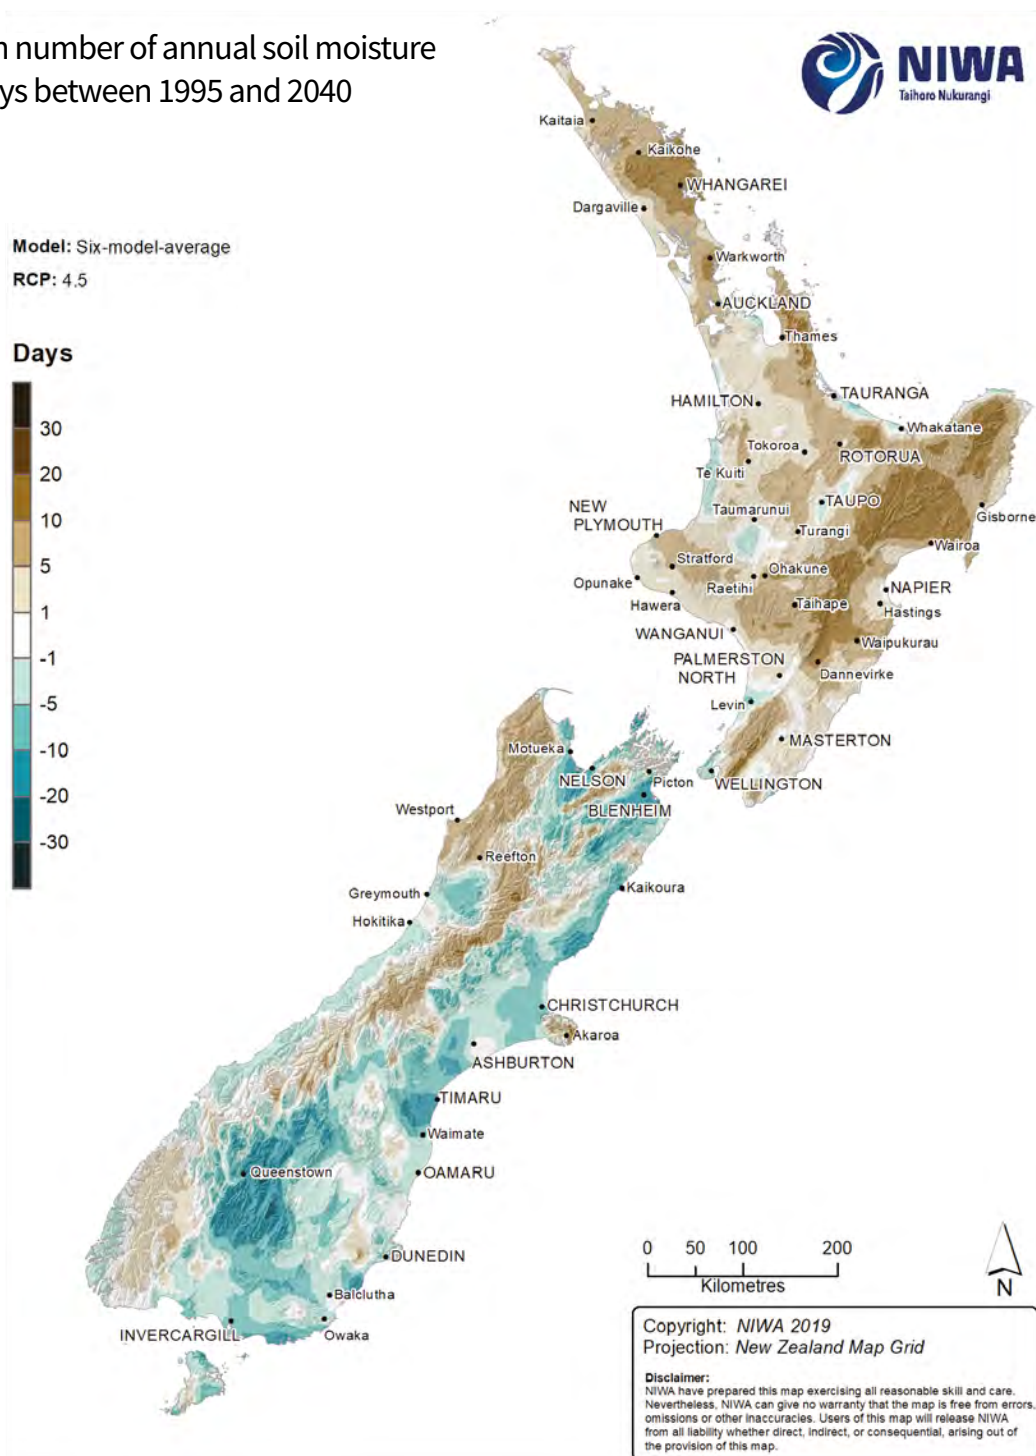 n number of annual soil moisture
ys between 1995 and 2040
NIWA
Taihoro Nukurangi
Model: Six-model-average
RCP: 4.5
Days
30
20
10
5
1
-1
-5
-10
-20
-30
Kaitaia
Kaikohe
WHANGAREI
Dargaville
Warkworth
AUCKLAND
Thames
HAMILTON
TAURANGA
Whakatane
Tokoroa
ROTORUA
Te Kuiti
TAUPO
Taumarunui
Gisborne
NEW
PLYMOUTH
Turangi
Wairoa
Stratford
Ohakune
Opunake
Raetihi
NAPIER
Hawera
Taihape
Hastings
WANGANUI
Waipukurau
PALMERSTON
NORTH
Dannevirke
Levin
MASTERTON
Motueka
NELSON
Picton
WELLINGTON
BLENHEIM
Westport
Reefton
Kaikoura
Greymouth
Hokitika
CHRISTCHURCH
Akaroa
ASHBURTON
TIMARU
Waimate
Queenstown
OAMARU
DUNEDIN
Balclutha
INVERCARGILL
Owaka
0 50 100 200
Kilometres
N
Copyright: NIWA 2019
Projection: New Zealand Map Grid
Disclaimer:
NIWA have prepared this map exercising all reasonable skill and care.
Nevertheless, NIWA can give no warranty that the map is free from errors,
omissions or other inaccuracies. Users of this map will release NIWA
from all liability whether direct, indirect, or consequential, arising out of
the provision of this map.